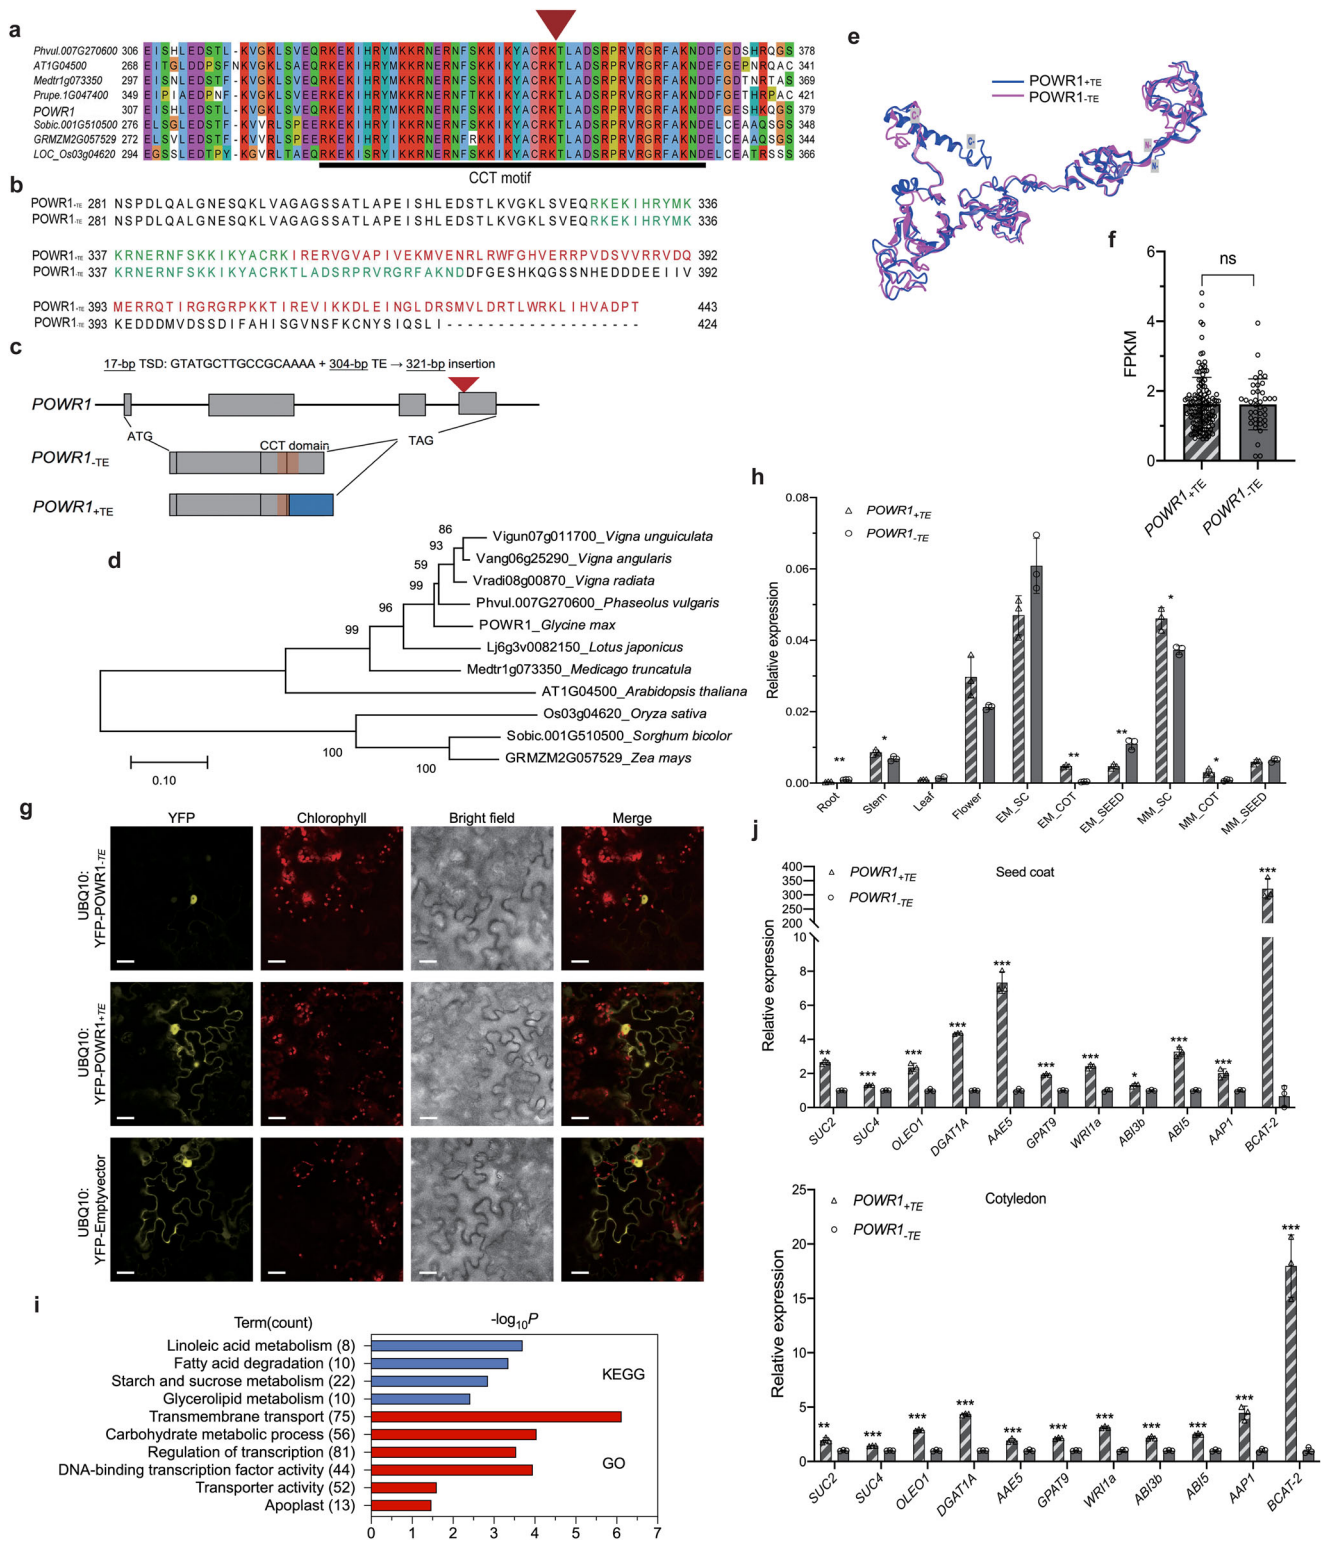 a
Phvul.007G270600 306 EISHLEDSTL-KVGKLSVEQRKEKIHRYMKKRNERNFSKKIKYACRKTLADSRPRVRGRFAKNDDFGDSHRQGS 378
AT1G04500 268 EITGLDDPSFNKVGKLSAEQRKEKIHRYMKKRNERNFSKKIKYACRKTLADSRPRVRGRFAKNDEFGEPNRQAC 341
Medtr1g073350 297
Prupe.1G047400 349
POWR1 307
Sobic.001G510500 276
GRMZM2G057529 272
LOC_Os03g04620 294
CCT motif
b
POWR1+TE 281 NSPDLQALGNESQKLVAGAGSSATLAPEISHLEDSTLKVGKLSVEQRKEKIHRYMK 336
POWR1-TE 281 NSPDLQALGNESQKLVAGAGSSATLAPEISHLEDSTLKVGKLSVEQRKEKIHRYMK 336
POWR1+TE 337 KRNERNFSKKIKYACRKIRERVGVAPIVEKMVENRLRWFGHVERRPVDSVVRRVDQ 392
POWR1-TE 337 KRNERNFSKKIKYACRKTLADSRPRVRGRFAKNDDFGESHKQGSSNHEDDDEEIIV 392
POWR1+TE 393 MERRQTIRGRGRPKKTIREVIKKDLEINGLDRSMVLDRTLWRKLIHVADPT 443
POWR1-TE 393 KEDDDMVDSSDIFAHISGVNSFKCNYSIQSLI------------------- 424
c
17-bp TSD: GTATGCTTGCCGCAAAA + 304-bp TE → 321-bp insertion
POWR1
ATG
CCT domain
TAG
POWR1-TE
POWR1+TE
d
86
93
59
99
96
99
100
100
Vigun07g011700_Vigna unguiculata
Vang06g25290_Vigna angularis
Vradi08g00870_Vigna radiata
Phvul.007G270600_Phaseolus vulgaris
POWR1_Glycine max
Lj6g3v0082150_Lotus japonicus
Medtr1g073350_Medicago truncatula
AT1G04500_Arabidopsis thaliana
Os03g04620_Oryza sativa
Sobic.001G510500_Sorghum bicolor
GRMZM2G057529_Zea mays
0.10
e
POWR1+TE
POWR1-TE
f
FPKM
6
4
2
0
ns
POWR1+TE
POWR1-TE
g
YFP Chlorophyll Bright field Merge
UBQ10:
YFP-POWR1-TE
UBQ10:
YFP-POWR1+TE
UBQ10:
YFP-Emptyvector
h
Relative expression
0.08
0.06
0.04
0.02
0.00
POWR1+TE
POWR1-TE
** * ** ** * *
Root Stem Leaf Flower EM_SC EM_COT EM_SEED MM_SC MM_COT MM_SEED
i
Term(count)
-log10P
Linoleic acid metabolism (8)
Fatty acid degradation (10)
Starch and sucrose metabolism (22)
Glycerolipid metabolism (10)
Transmembrane transport (75)
Carbohydrate metabolic process (56)
Regulation of transcription (81)
DNA-binding transcription factor activity (44)
Transporter activity (52)
Apoplast (13)
KEGG
GO
0 1 2 3 4 5 6 7
j
Seed coat
POWR1+TE
POWR1-TE
Relative expression
400
350
300
250
200
10
8
6
4
2
0
** *** *** *** *** *** *** * *** *** ***
SUC2 SUC4 OLEO1 DGAT1A AAE5 GPAT9 WRI1a ABI3b ABI5 AAP1 BCAT-2
Cotyledon
POWR1+TE
POWR1-TE
Relative expression
25
20
15
10
5
0
** *** *** *** *** *** *** *** *** *** ***
SUC2 SUC4 OLEO1 DGAT1A AAE5 GPAT9 WRI1a ABI3b ABI5 AAP1 BCAT-2